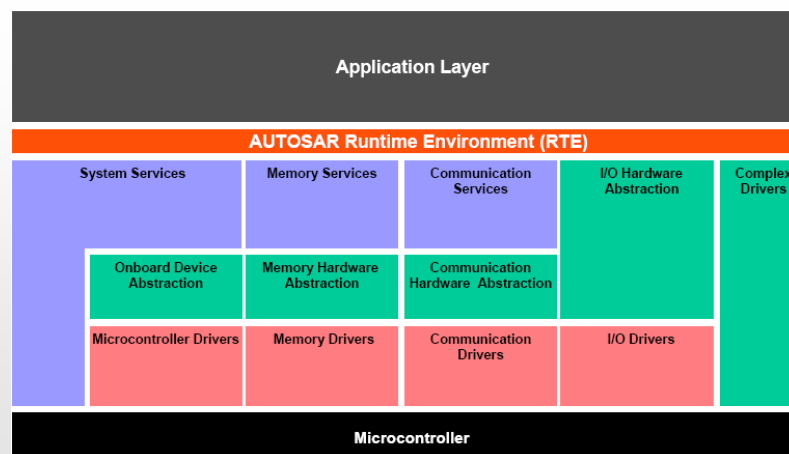 Application Layer
AUTOSAR Runtime Environment (RTE)
System Services
Memory Services
Communication
Services
I/O Hardware
Abstraction
Complex
Drivers
Onboard Device
Abstraction
Memory Hardware
Abstraction
Communication
Hardware Abstraction
Microcontroller Drivers
Memory Drivers
Communication
Drivers
I/O Drivers
Microcontroller